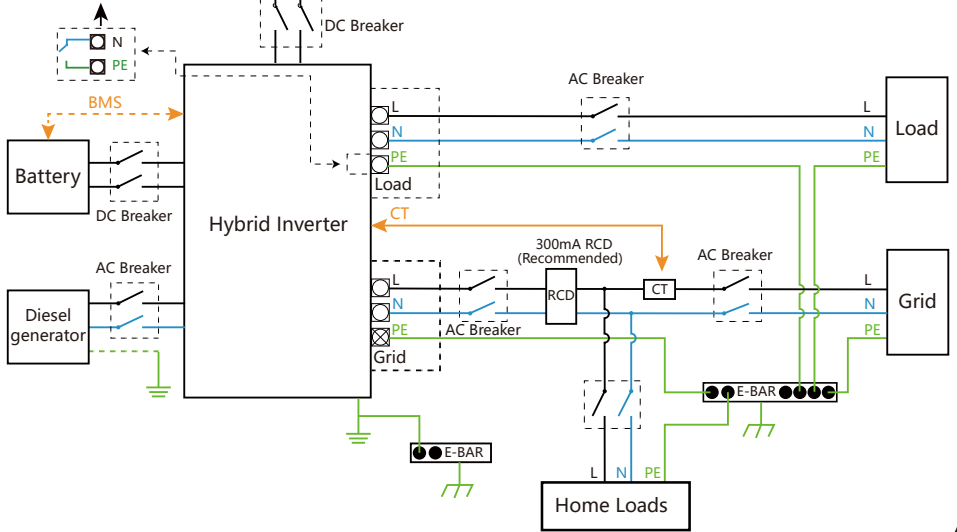 DC Breaker
N
PE
BMS
AC Breaker
L
L
N
N
Load
PE
PE
Load
Battery
DC Breaker
Hybrid Inverter
CT
300mA RCD
(Recommended)
AC Breaker
AC Breaker
L
RCD
CT
L
N
N
Grid
Diesel
generator
AC Breaker
PE
PE
Grid
E-BAR
E-BAR
L
N
PE
Home Loads